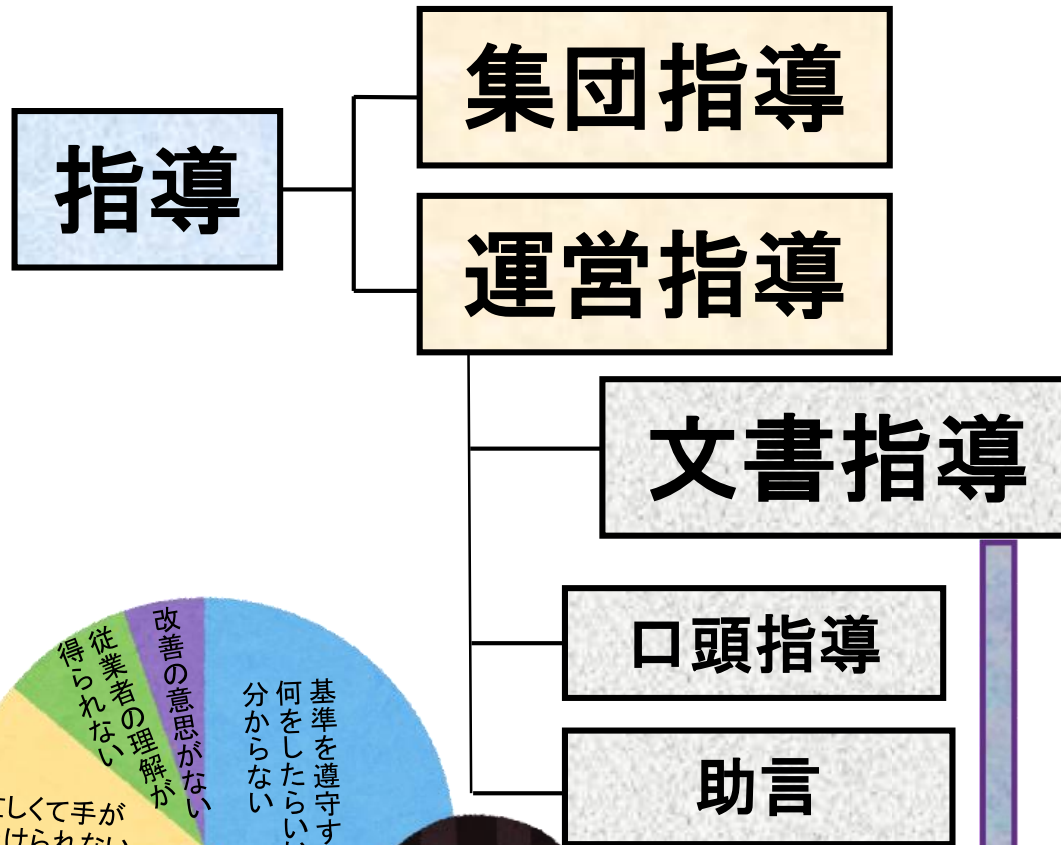 指導
集団指導
運営指導
文書指導
口頭指導
助言
改善の意思がない
従業者の理解が
得られない
基準を遵守す
何をしたらいい
分からない
しくて手が
けられない